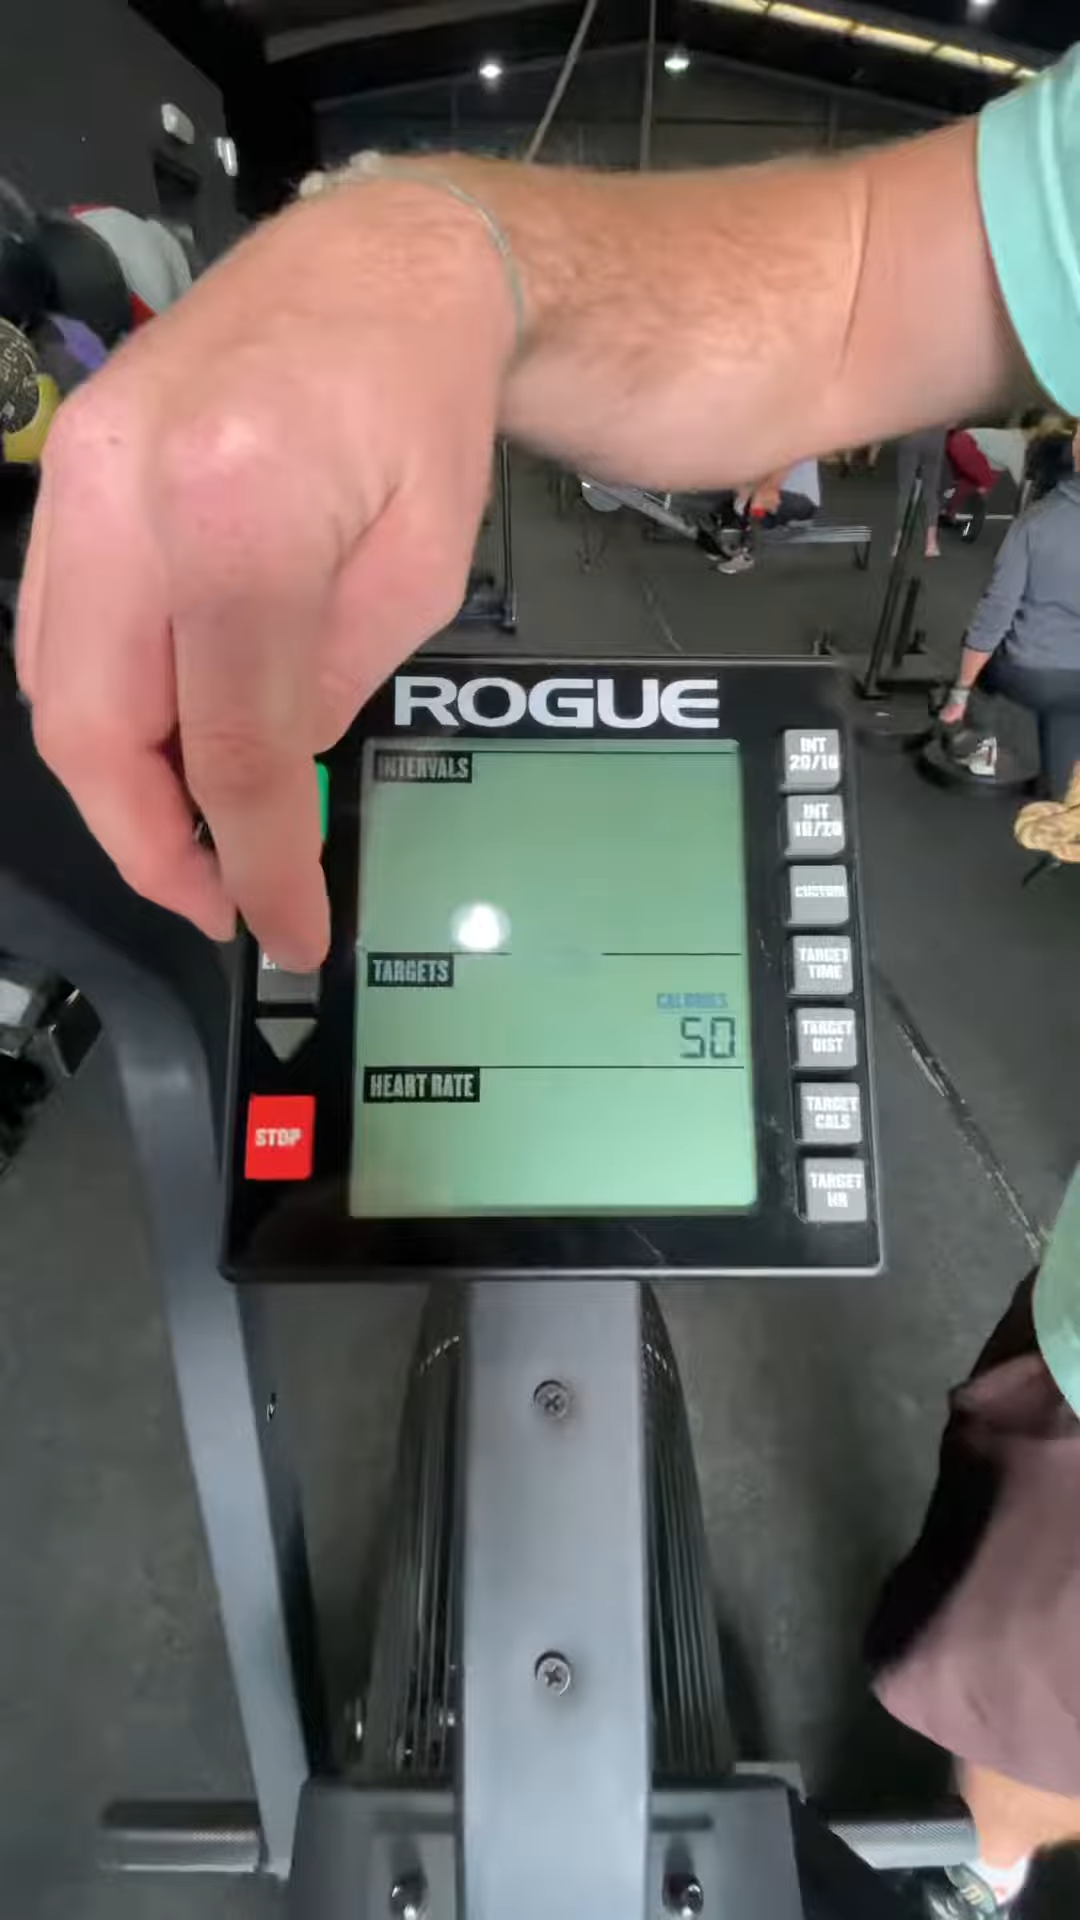 ROGUE
INTERVALS
INT
20/10
INT
10/20
CUSTOM
TARGETS
TARGET
TIME
CALORIES
50
TARGET
DIST
HEART RATE
TARGET
CALS
STOP
TARGET
HR